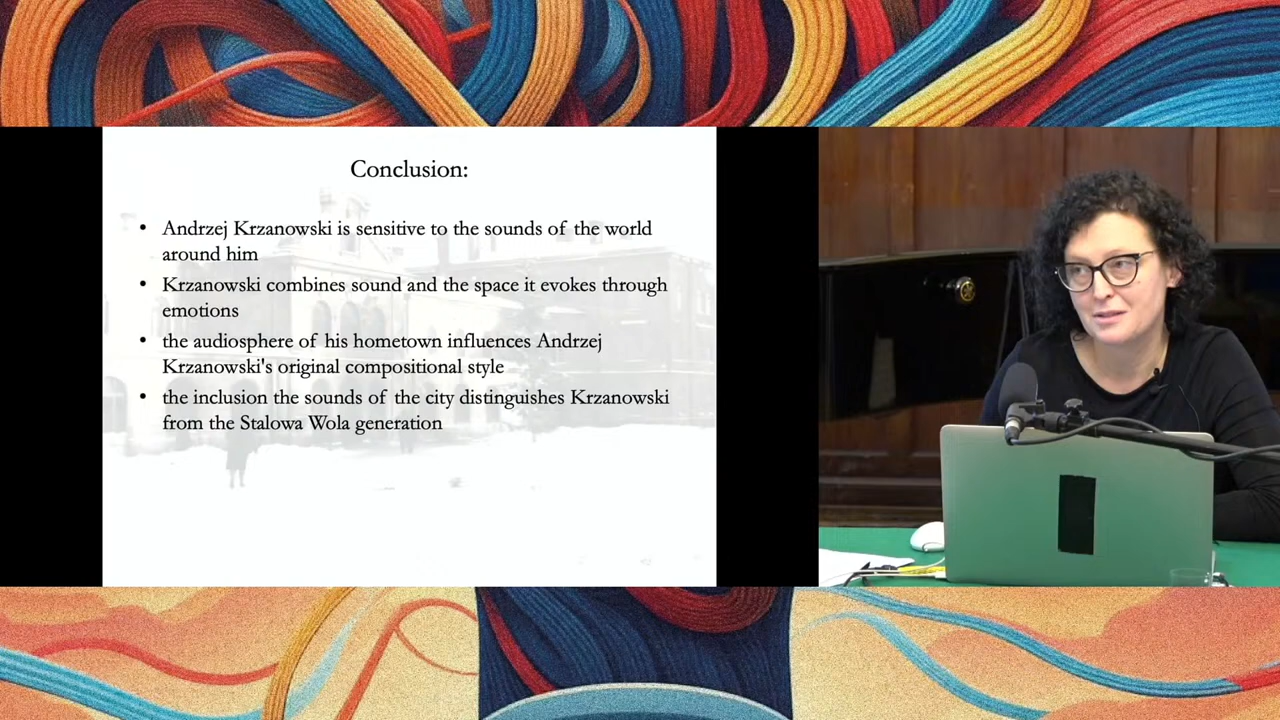 Conclusion:
• Andrzej Krzanowski is sensitive to the sounds of the world
around him
• Krzanowski combines sound and the space it evokes through
emotions
• the audiosphere of his hometown influences Andrzej
Krzanowski's original compositional style
• the inclusion the sounds of the city distinguishes Krzanowski
from the Stalowa Wola generation